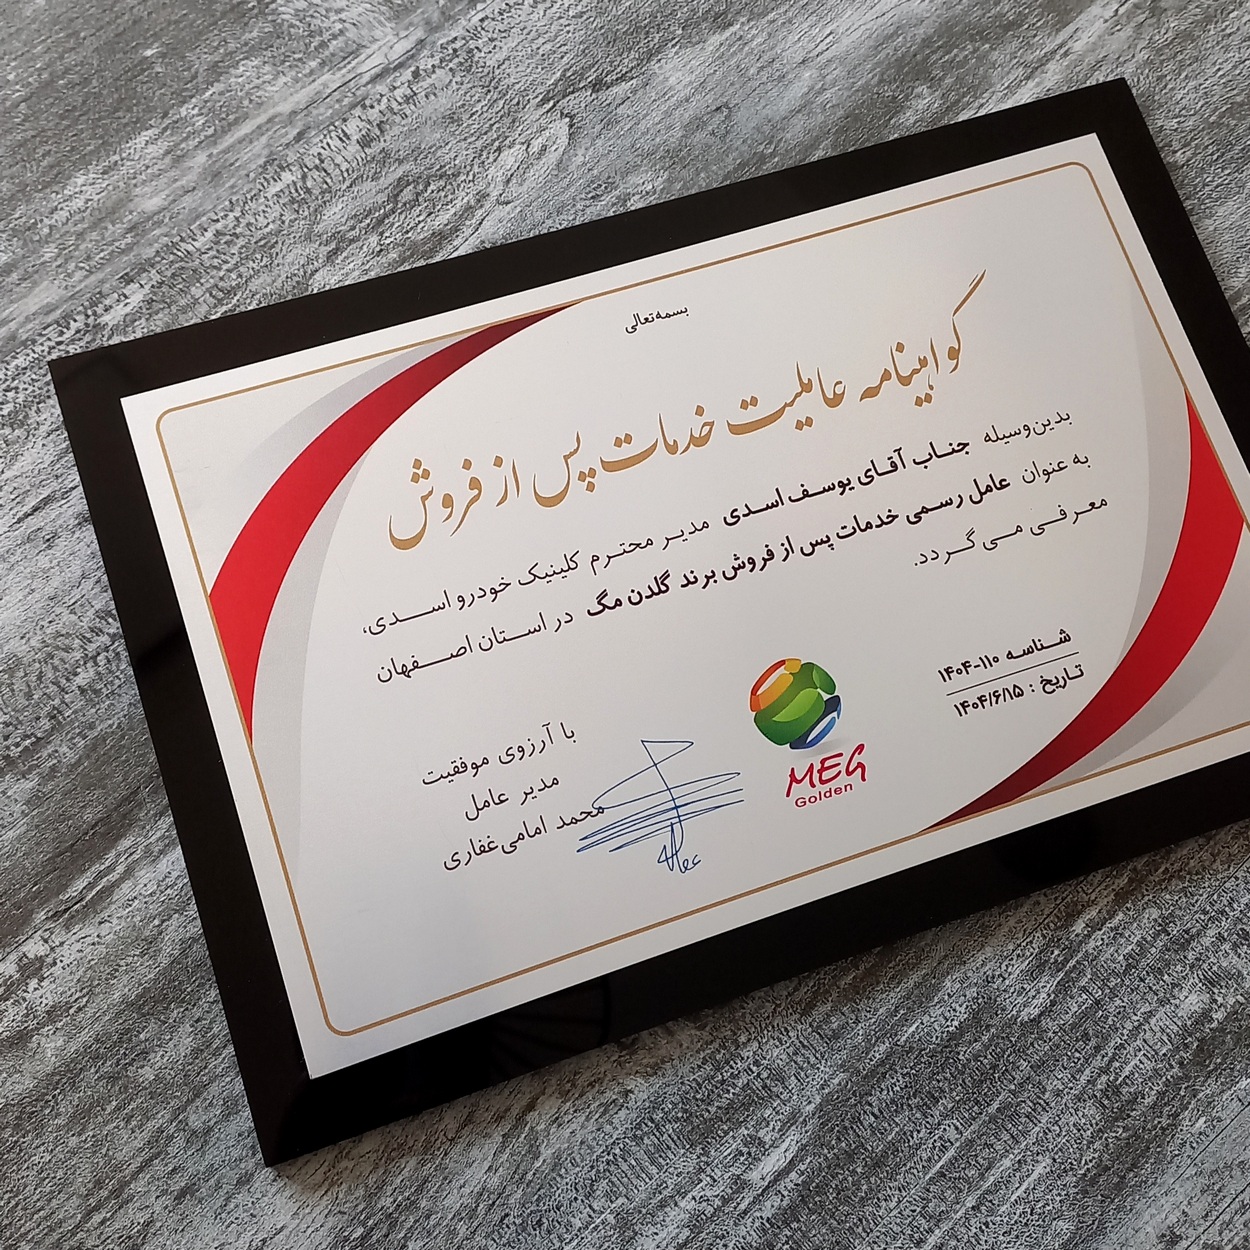 بسمه‌تعالی
گواهینامه عاملیت خدمات پس از فروش
بدین‌وسیله جناب آقای یوسف اسدی مدیر محترم کلینیک خودرو اسدی،
به عنوان عامل رسمی خدمات پس از فروش برند گلدن مگ در استان اصفهان
معرفی می گردد.
شناسه ۱۱۰-۱۴۰۴
تاریخ : ۱۴۰۴/۶/۱۵
MEG
Golden
با آرزوی موفقیت
مدیر عامل
محمد امامی‌غفاری